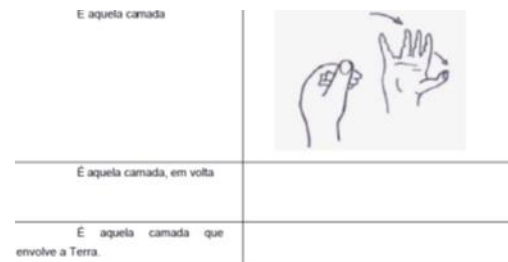 É aquela camada
É aquela camada, em volta
É aquela camada que
envolve a Terra.